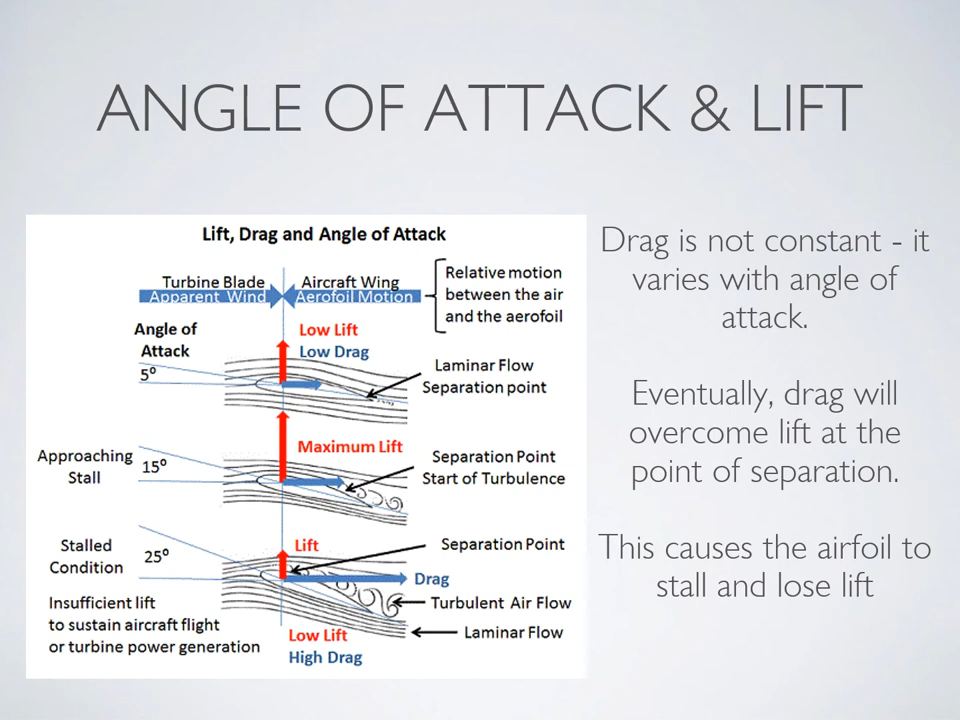 ANGLE OF ATTACK & LIFT
Lift, Drag and Angle of Attack
Turbine Blade
Apparent Wind
Aircraft Wing
Aerofoil Motion
Relative motion
between the air
and the aerofoil
Angle of
Attack
5º
Low Lift
Low Drag
Laminar Flow
Separation point
Approaching
Stall
15º
Maximum Lift
Separation Point
Start of Turbulence
Stalled
Condition
25º
Lift
Separation Point
Drag
Turbulent Air Flow
Laminar Flow
Insufficient lift
to sustain aircraft flight
or turbine power generation
Low Lift
High Drag
Drag is not constant - it
varies with angle of
attack.
Eventually, drag will
overcome lift at the
point of separation.
This causes the airfoil to
stall and lose lift